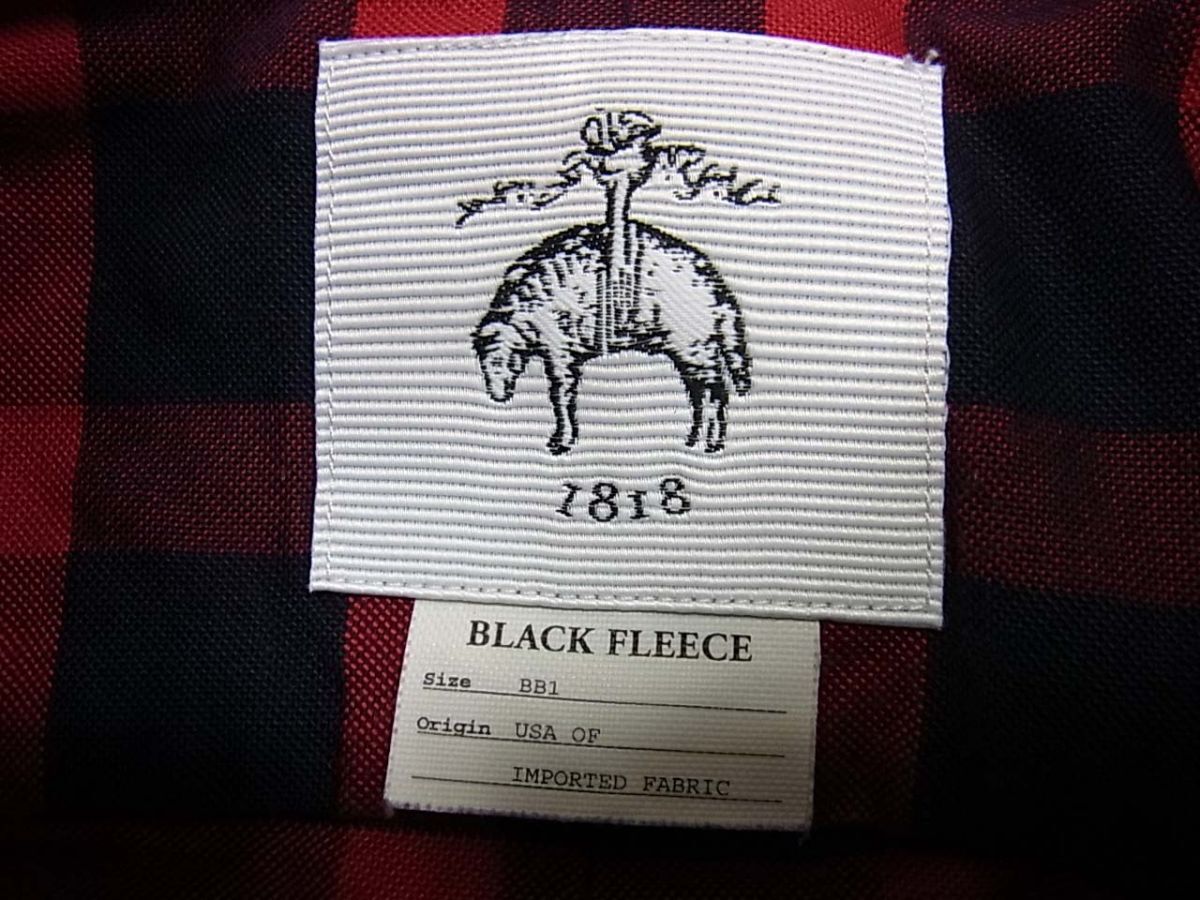 1818
BLACK FLEECE
Size BB1
Origin USA OF
IMPORTED FABRIC